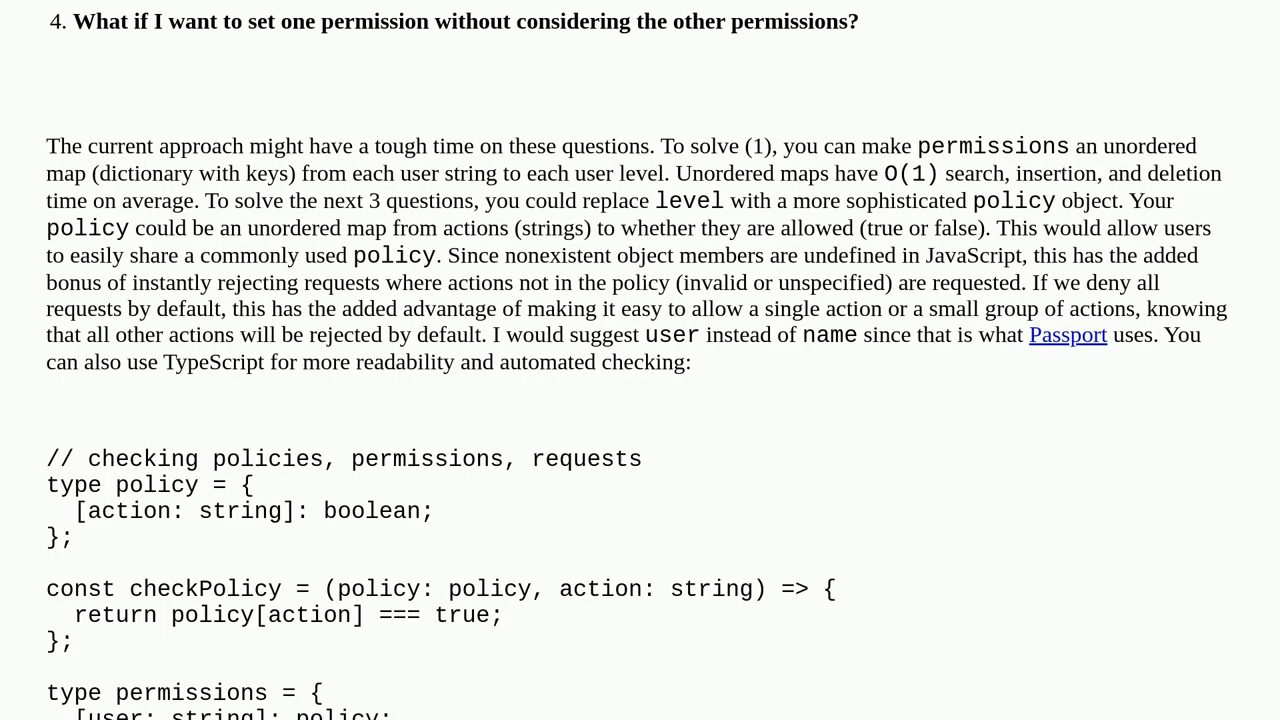 4. What if I want to set one permission without considering the other permissions?
The current approach might have a tough time on these questions. To solve (1), you can make permissions an unordered
map (dictionary with keys) from each user string to each user level. Unordered maps have O(1) search, insertion, and deletion
time on average. To solve the next 3 questions, you could replace level with a more sophisticated policy object. Your
policy could be an unordered map from actions (strings) to whether they are allowed (true or false). This would allow users
to easily share a commonly used policy. Since nonexistent object members are undefined in JavaScript, this has the added
bonus of instantly rejecting requests where actions not in the policy (invalid or unspecified) are requested. If we deny all
requests by default, this has the added advantage of making it easy to allow a single action or a small group of actions, knowing
that all other actions will be rejected by default. I would suggest user instead of name since that is what Passport uses. You
can also use TypeScript for more readability and automated checking:
// checking policies, permissions, requests
type policy = {
  [action: string]: boolean;
};
const checkPolicy = (policy: policy, action: string) => {
  return policy[action] === true;
};
type permissions = {
  [user: string]: policy;